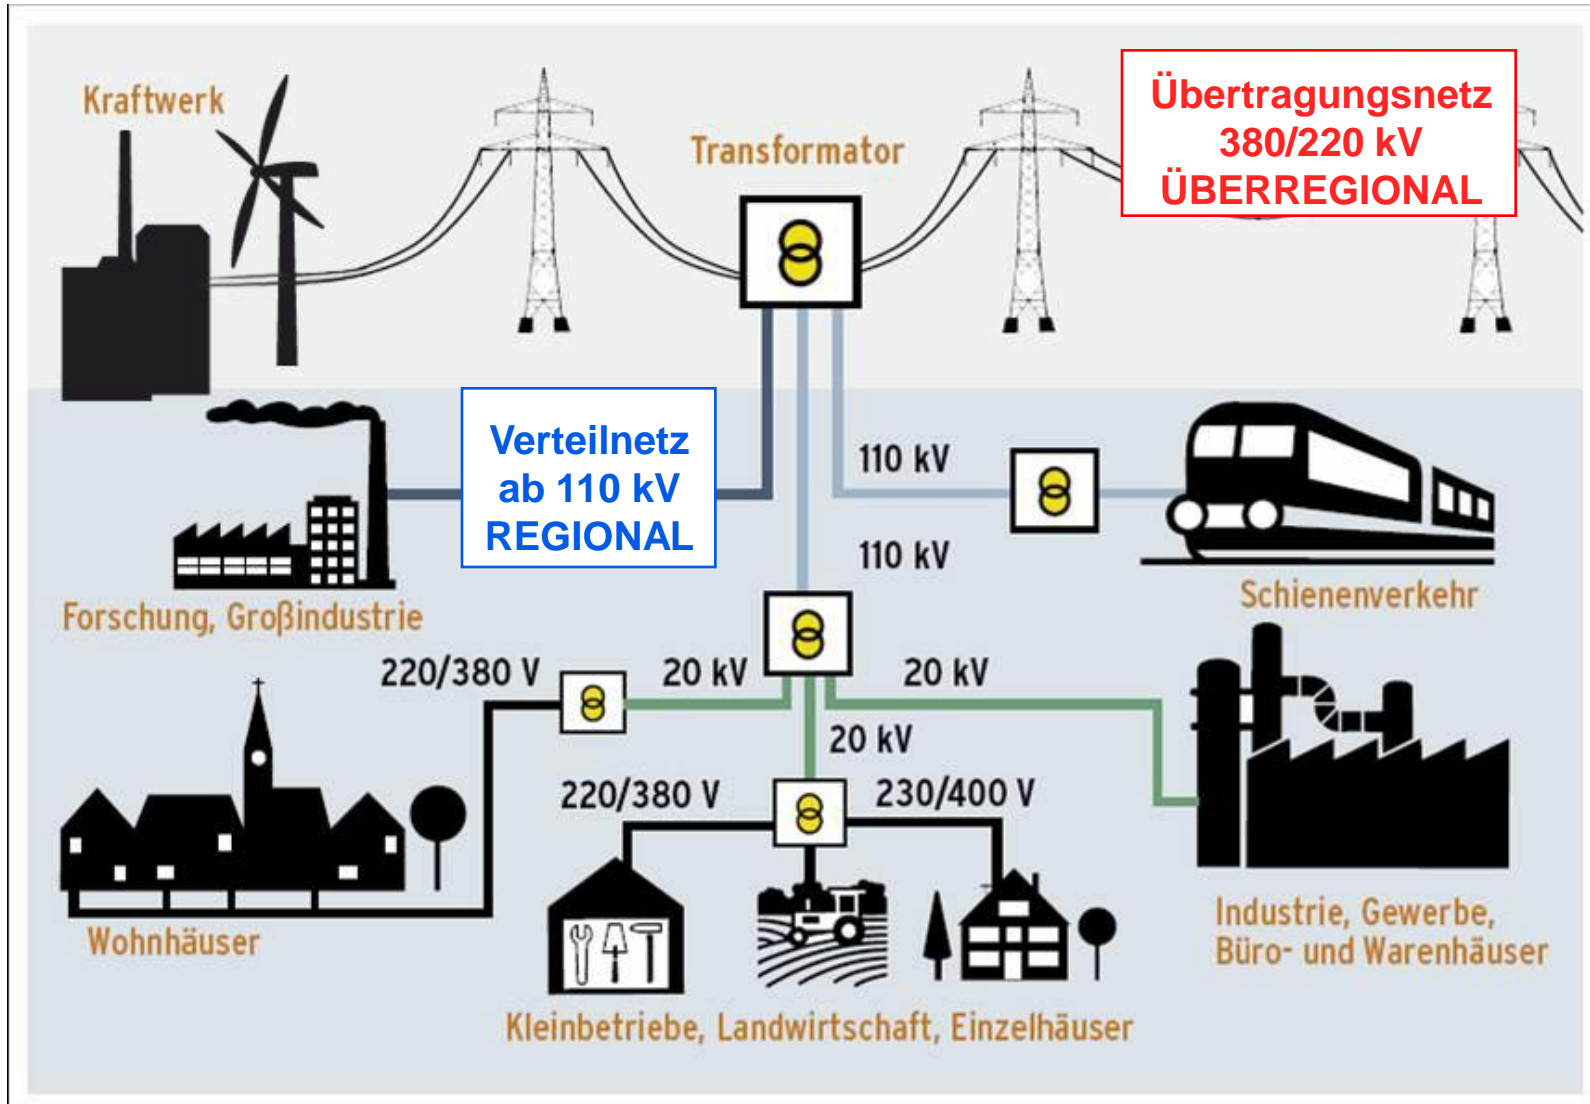 Kraftwerk
Transformator
Übertragungsnetz
380/220 kV
ÜBERREGIONAL
Verteilnetz
ab 110 kV
REGIONAL
110 kV
110 kV
Forschung, Großindustrie
Schienenverkehr
220/380 V
20 kV
20 kV
20 kV
220/380 V
230/400 V
Wohnhäuser
Industrie, Gewerbe,
Büro- und Warenhäuser
Kleinbetriebe, Landwirtschaft, Einzelhäuser